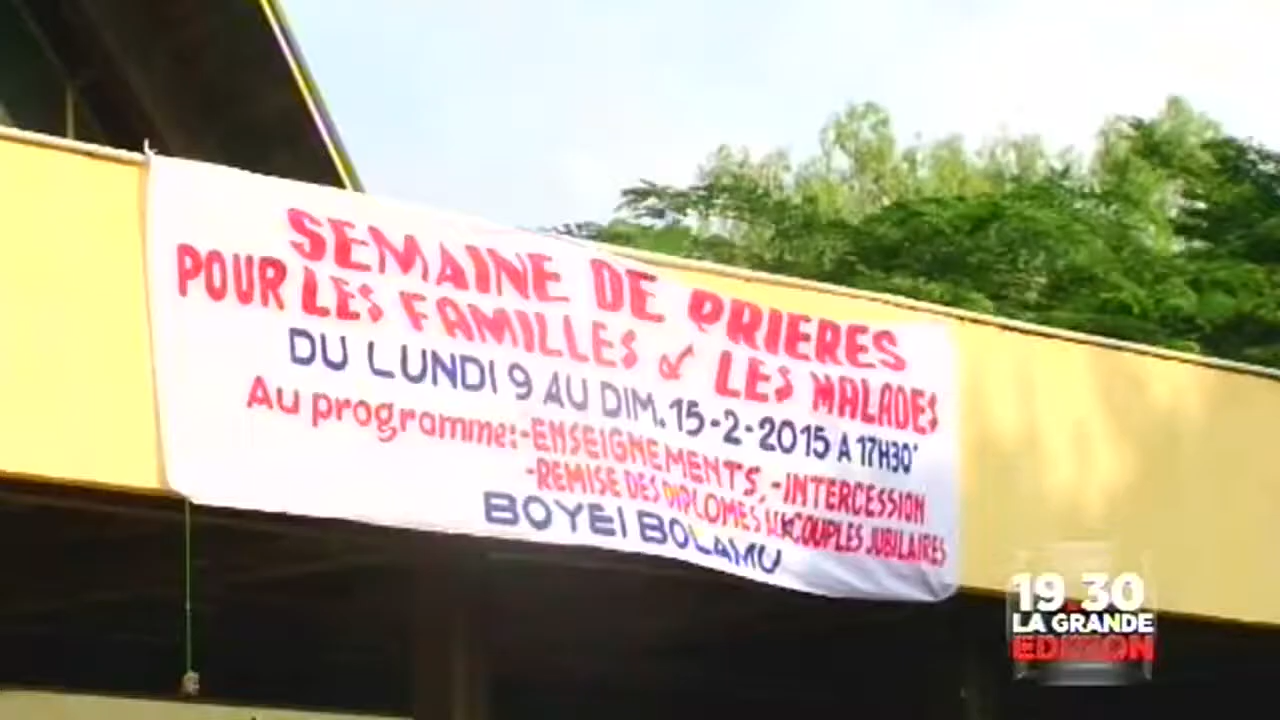 SEMAINE DE PRIERES
POUR LES FAMILLES & LES MALADES
DU LUNDI 9 AU DIM. 15-2-2015 A 17H30'
Au programme:-ENSEIGNEMENTS,-INTERCESSION
-REMISE DES DIPLOMES AUX COUPLES JUBILAIRES
BOYEI BOLAMU
19 30
LA GRANDE
EDITION